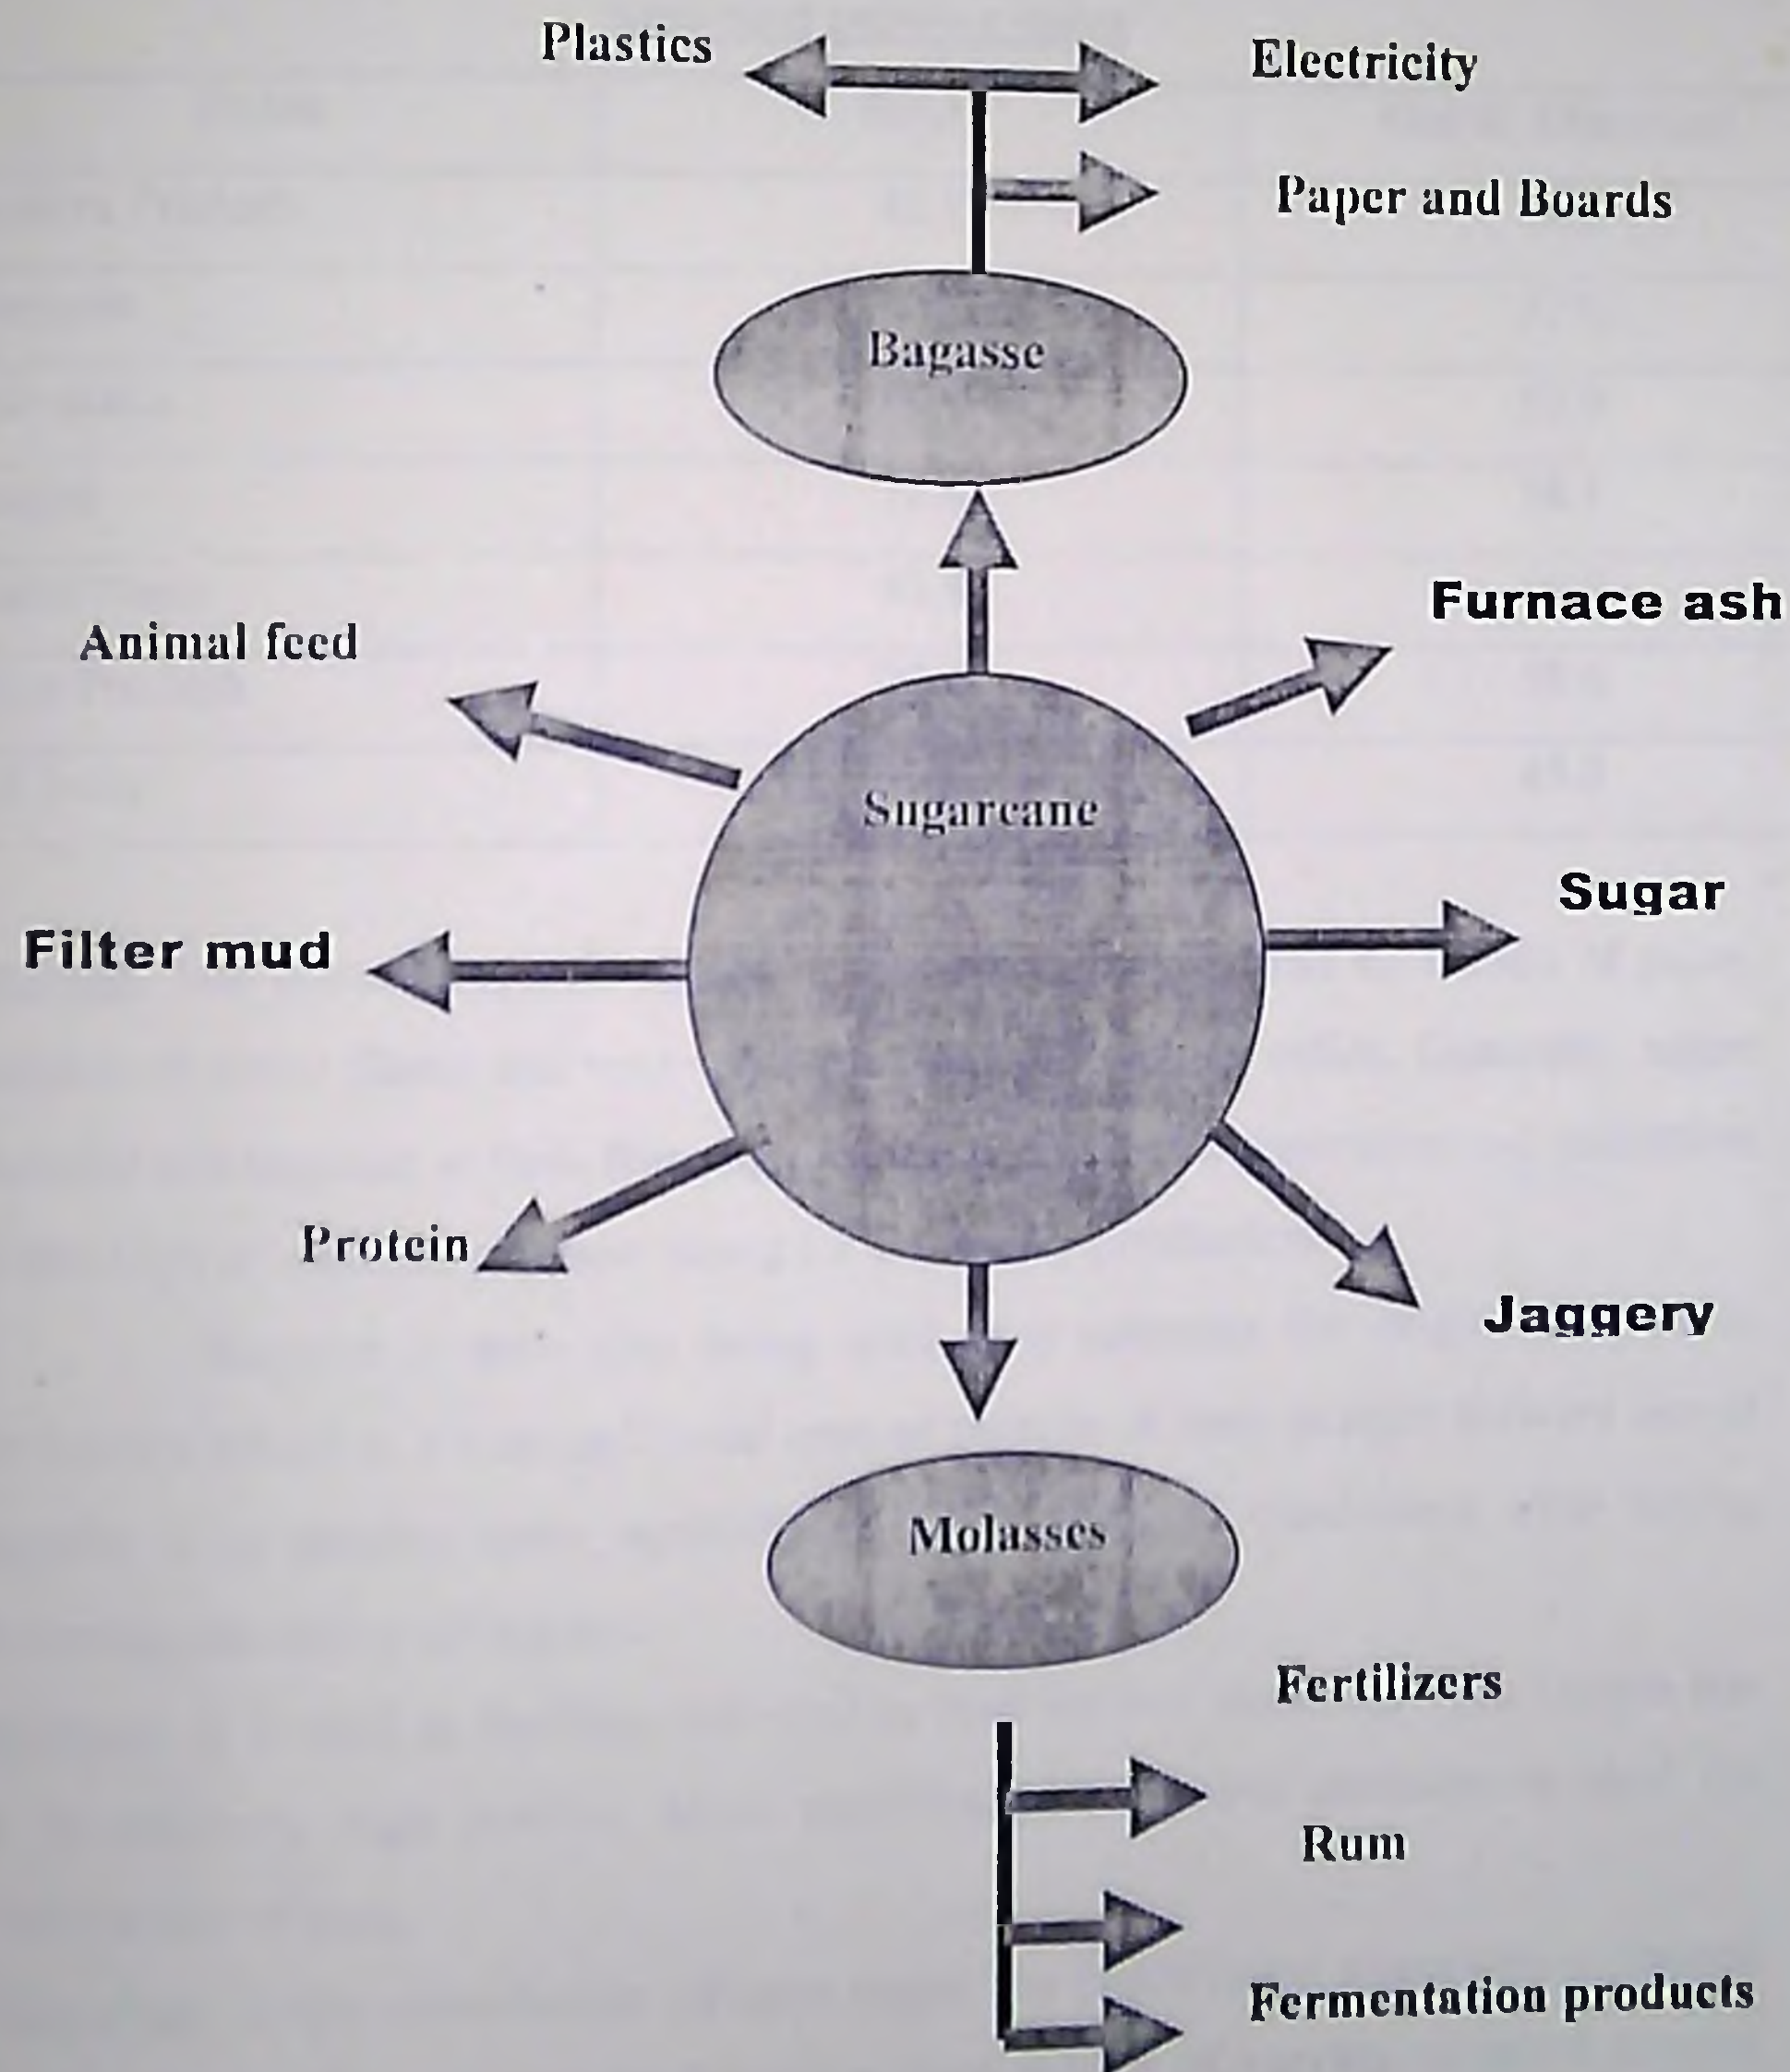 Plastics
Electricity
Paper and Boards
Bagasse
Furnace ash
Animal feed
Sugarcane
Sugar
Filter mud
Protein
Jaggery
Molasses
Fertilizers
Rum
Fermentation products